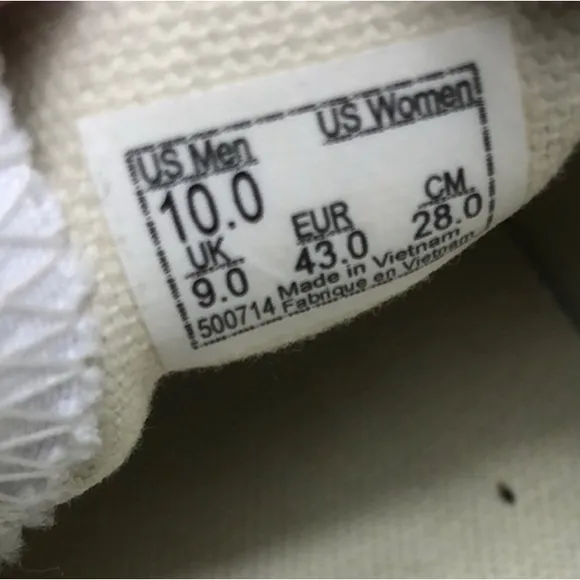 US Men US Women
10.0
UK EUR CM.
9.0 43.0 28.0
Made in Vietnam
500714 Fabrique en Vietnam